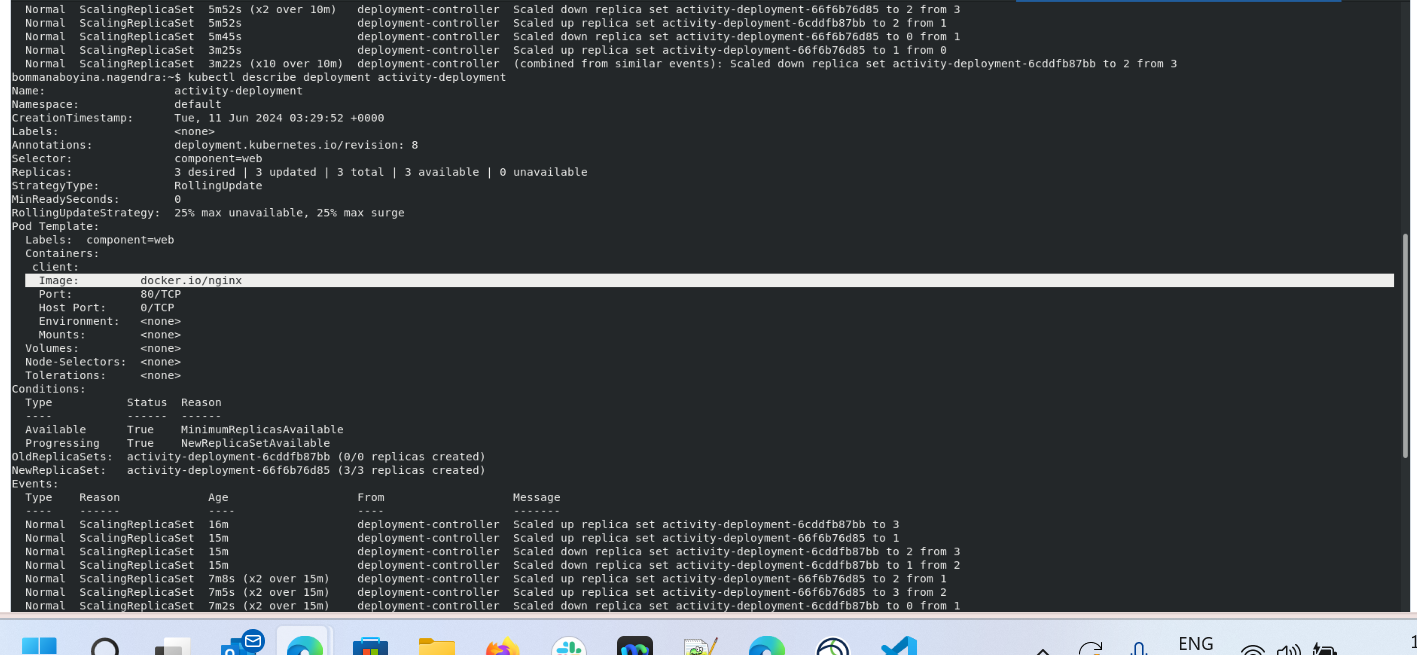 Normal  ScalingReplicaSet  5m52s (x2 over 10m)   deployment-controller  Scaled down replica set activity-deployment-66f6b76d85 to 2 from 3
Normal  ScalingReplicaSet  5m52s                 deployment-controller  Scaled up replica set activity-deployment-6cddfb87bb to 2 from 1
Normal  ScalingReplicaSet  5m45s                 deployment-controller  Scaled down replica set activity-deployment-66f6b76d85 to 0 from 1
Normal  ScalingReplicaSet  3m25s                 deployment-controller  Scaled up replica set activity-deployment-66f6b76d85 to 1 from 0
Normal  ScalingReplicaSet  3m22s (x10 over 10m)  deployment-controller  (combined from similar events): Scaled down replica set activity-deployment-6cddfb87bb to 2 from 3
bommanaboyina.nagendra:~$ kubectl describe deployment activity-deployment
Name:                   activity-deployment
Namespace:              default
CreationTimestamp:      Tue, 11 Jun 2024 03:29:52 +0000
Labels:                 <none>
Annotations:            deployment.kubernetes.io/revision: 8
Selector:               component=web
Replicas:               3 desired | 3 updated | 3 total | 3 available | 0 unavailable
StrategyType:           RollingUpdate
MinReadySeconds:        0
RollingUpdateStrategy:  25% max unavailable, 25% max surge
Pod Template:
Labels:  component=web
Containers:
client:
Image:         docker.io/nginx
Port:          80/TCP
Host Port:     0/TCP
Environment:   <none>
Mounts:        <none>
Volumes:         <none>
Node-Selectors:  <none>
Tolerations:     <none>
Conditions:
Type           Status  Reason
----           ------  ------
Available      True    MinimumReplicasAvailable
Progressing    True    NewReplicaSetAvailable
OldReplicaSets:  activity-deployment-6cddfb87bb (0/0 replicas created)
NewReplicaSet:   activity-deployment-66f6b76d85 (3/3 replicas created)
Events:
Type    Reason             Age                   From                   Message
----    ------             ----                  ----                   -------
Normal  ScalingReplicaSet  16m                   deployment-controller  Scaled up replica set activity-deployment-6cddfb87bb to 3
Normal  ScalingReplicaSet  15m                   deployment-controller  Scaled up replica set activity-deployment-66f6b76d85 to 1
Normal  ScalingReplicaSet  15m                   deployment-controller  Scaled down replica set activity-deployment-6cddfb87bb to 2 from 3
Normal  ScalingReplicaSet  15m                   deployment-controller  Scaled down replica set activity-deployment-6cddfb87bb to 1 from 2
Normal  ScalingReplicaSet  7m8s (x2 over 15m)    deployment-controller  Scaled up replica set activity-deployment-66f6b76d85 to 2 from 1
Normal  ScalingReplicaSet  7m5s (x2 over 15m)    deployment-controller  Scaled up replica set activity-deployment-66f6b76d85 to 3 from 2
Normal  ScalingReplicaSet  7m2s (x2 over 15m)    deployment-controller  Scaled down replica set activity-deployment-6cddfb87bb to 0 from 1
ENG